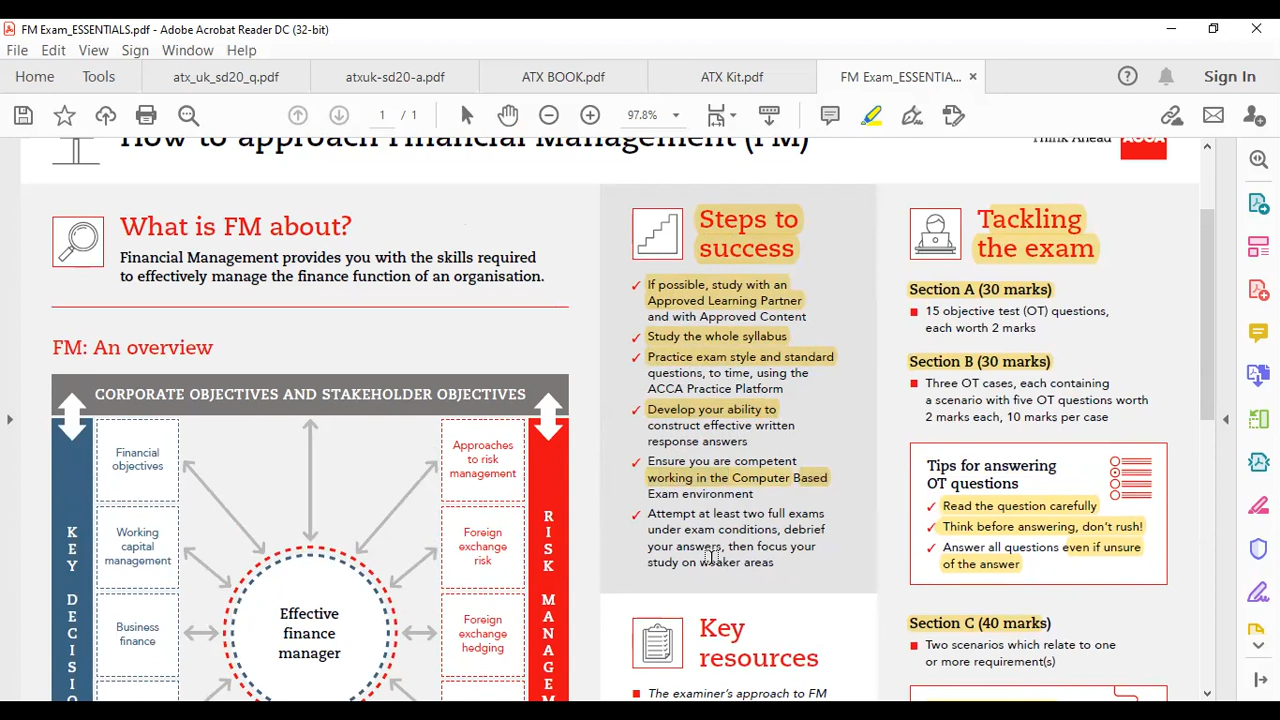 FM Exam_ESSENTIALS.pdf - Adobe Acrobat Reader DC (32-bit)
File Edit View Sign Window Help
Home Tools atx_uk_sd20_q.pdf atxuk-sd20-a.pdf ATX BOOK.pdf ATX Kit.pdf FM Exam_ESSENTIA... × Sign In
1 / 1 97.8%
How to approach Financial Management (FM)
Think Ahead ACCA
What is FM about?
Financial Management provides you with the skills required
to effectively manage the finance function of an organisation.
FM: An overview
CORPORATE OBJECTIVES AND STAKEHOLDER OBJECTIVES
KEY DECISIO
Financial
objectives
Working
capital
management
Business
finance
Effective
finance
manager
Approaches
to risk
management
Foreign
exchange
risk
Foreign
exchange
hedging
RISK MANAGEM
Steps to
success
✓ If possible, study with an
Approved Learning Partner
and with Approved Content
✓ Study the whole syllabus
✓ Practice exam style and standard
questions, to time, using the
ACCA Practice Platform
✓ Develop your ability to
construct effective written
response answers
✓ Ensure you are competent
working in the Computer Based
Exam environment
✓ Attempt at least two full exams
under exam conditions, debrief
your answers, then focus your
study on weaker areas
Key
resources
■ The examiner's approach to FM
Tackling
the exam
Section A (30 marks)
■ 15 objective test (OT) questions,
each worth 2 marks
Section B (30 marks)
■ Three OT cases, each containing
a scenario with five OT questions worth
2 marks each, 10 marks per case
Tips for answering
OT questions
✓ Read the question carefully
✓ Think before answering, don't rush!
✓ Answer all questions even if unsure
of the answer
Section C (40 marks)
■ Two scenarios which relate to one
or more requirement(s)